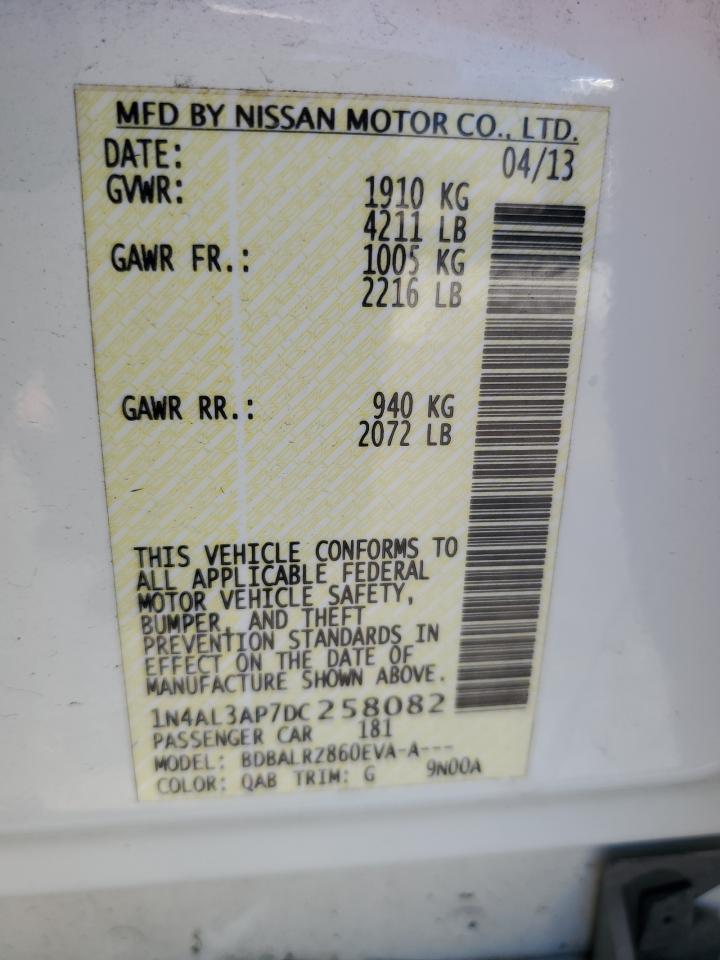 MFD BY NISSAN MOTOR CO., LTD.
DATE: 04/13
GVWR: 1910 KG
4211 LB
GAWR FR.: 1005 KG
2216 LB
GAWR RR.: 940 KG
2072 LB
THIS VEHICLE CONFORMS TO
ALL APPLICABLE FEDERAL
MOTOR VEHICLE SAFETY,
BUMPER, AND THEFT
PREVENTION STANDARDS IN
EFFECT ON THE DATE OF
MANUFACTURE SHOWN ABOVE.
1N4AL3AP7DC258082
PASSENGER CAR 181
MODEL: BDBALRZ860EVA-A---
COLOR: QAB TRIM: G 9N00A